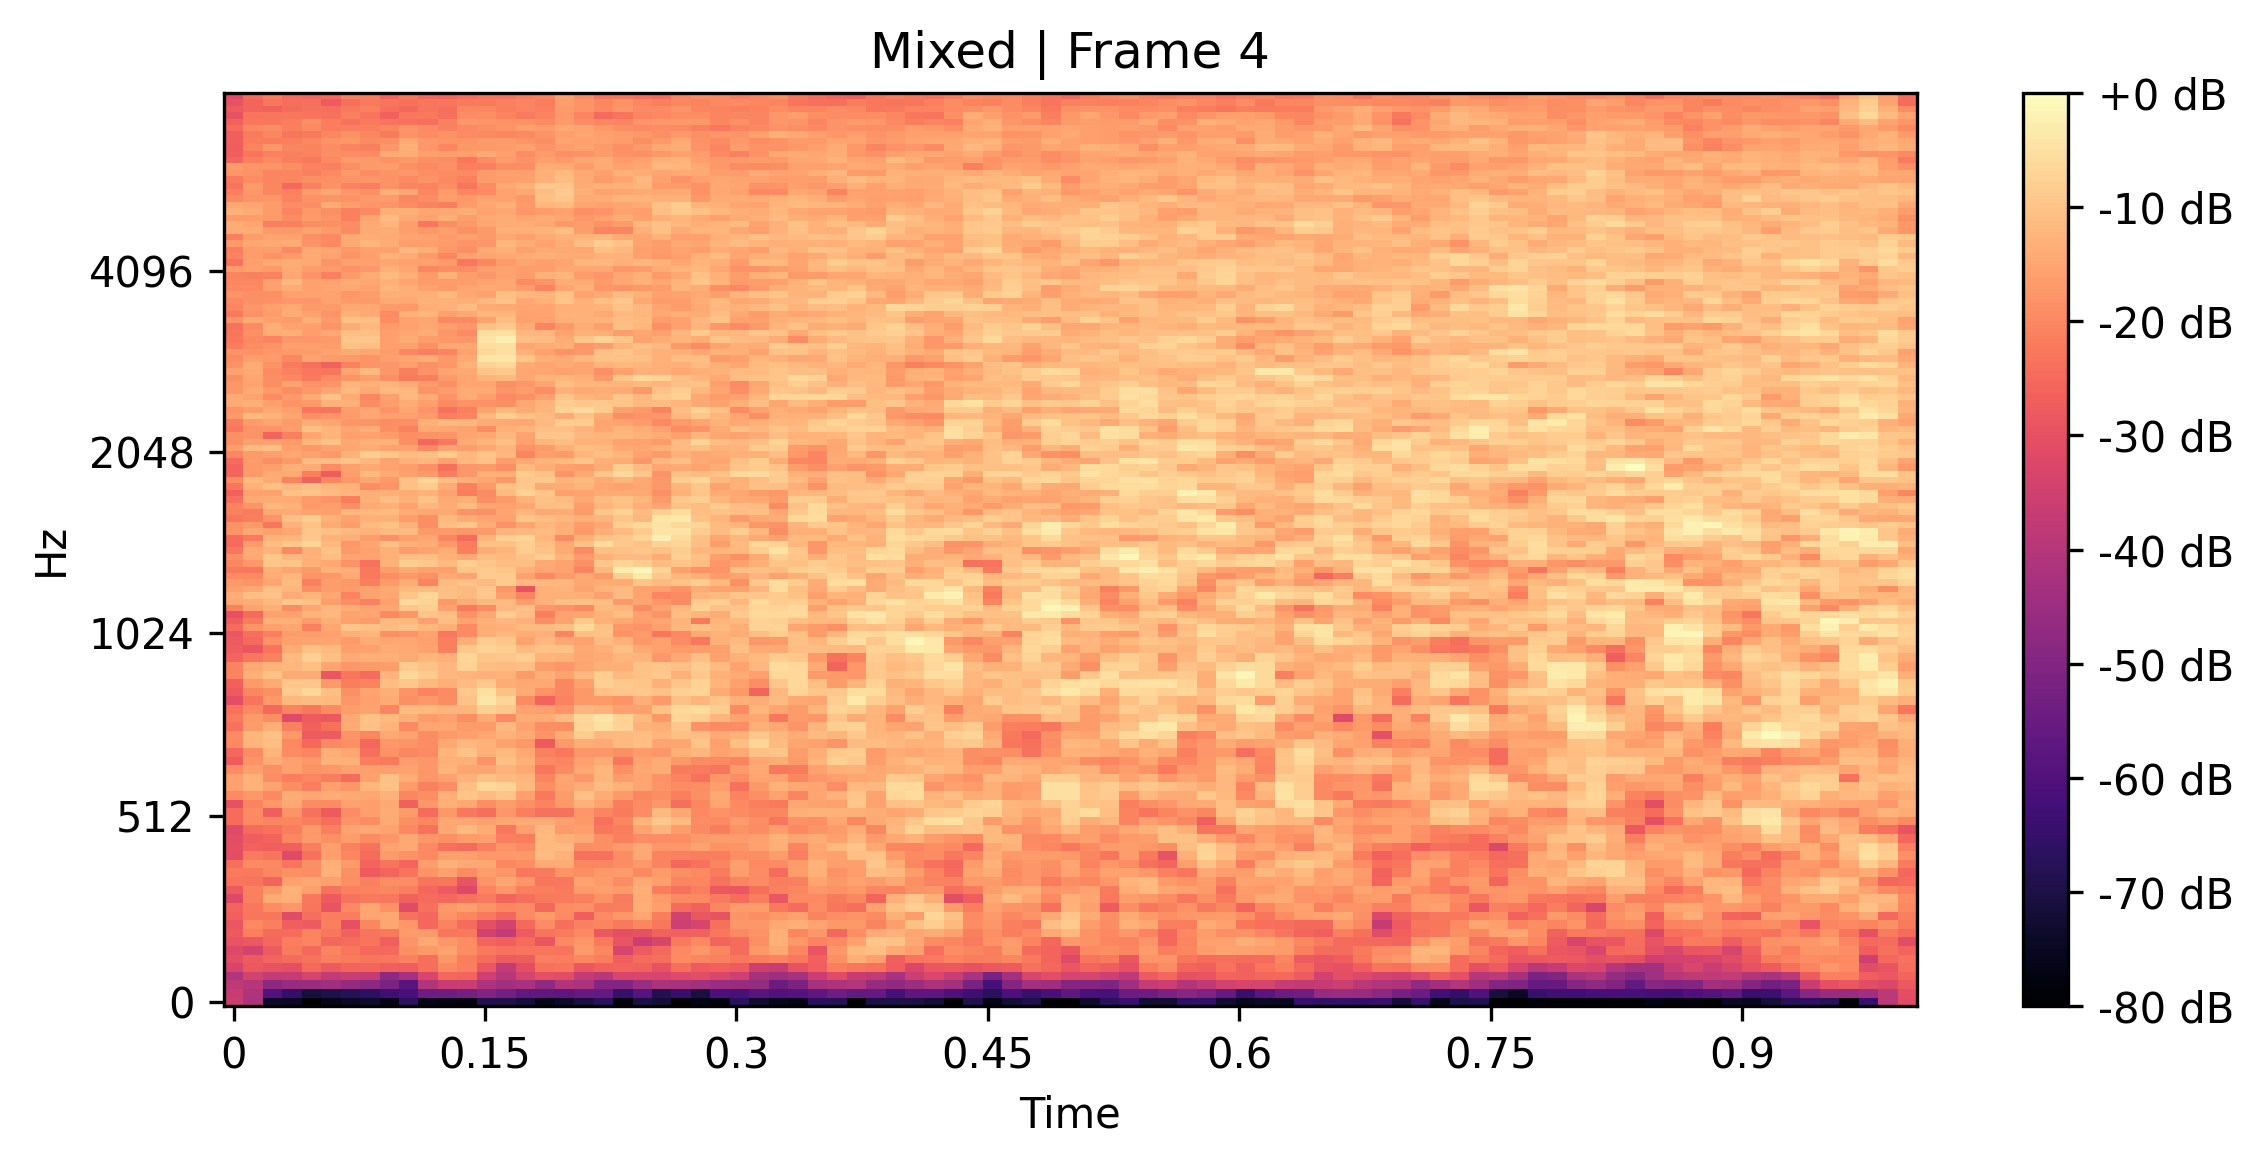 Mixed | Frame 4
Hz
4096
2048
1024
512
0
0 0.15 0.3 0.45 0.6 0.75 0.9
Time
+0 dB
-10 dB
-20 dB
-30 dB
-40 dB
-50 dB
-60 dB
-70 dB
-80 dB